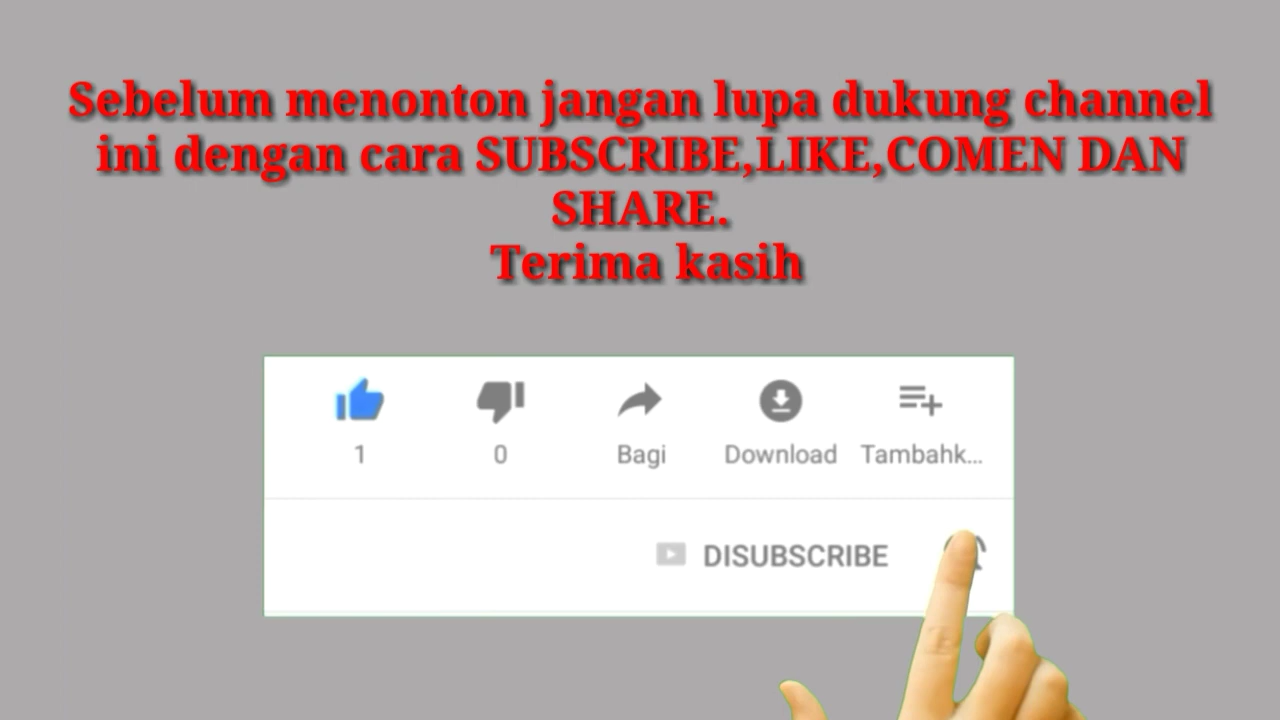 Sebelum menonton jangan lupa dukung channel
ini dengan cara SUBSCRIBE,LIKE,COMEN DAN
SHARE.
Terima kasih
1 0 Bagi Download Tambahk...
DISUBSCRIBE